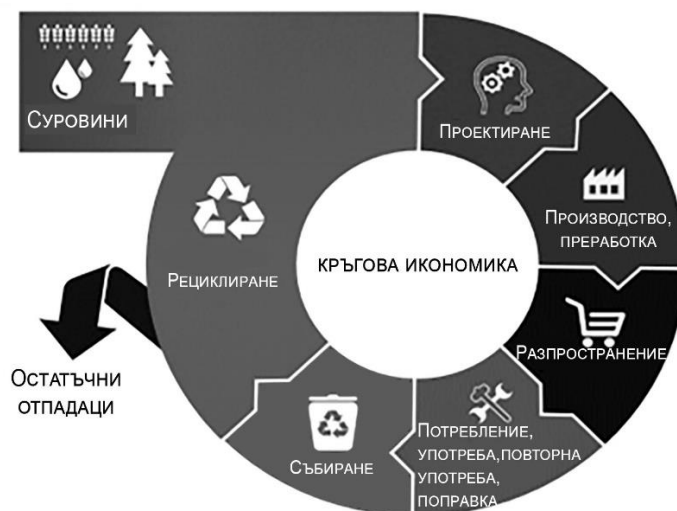 Суровини
Проектиране
Производство,
преработка
Разпространение
Потребление,
употреба,повторна
употреба,
поправка
Събиране
Рециклиране
Остатъчни
отпадаци
кръгова икономика